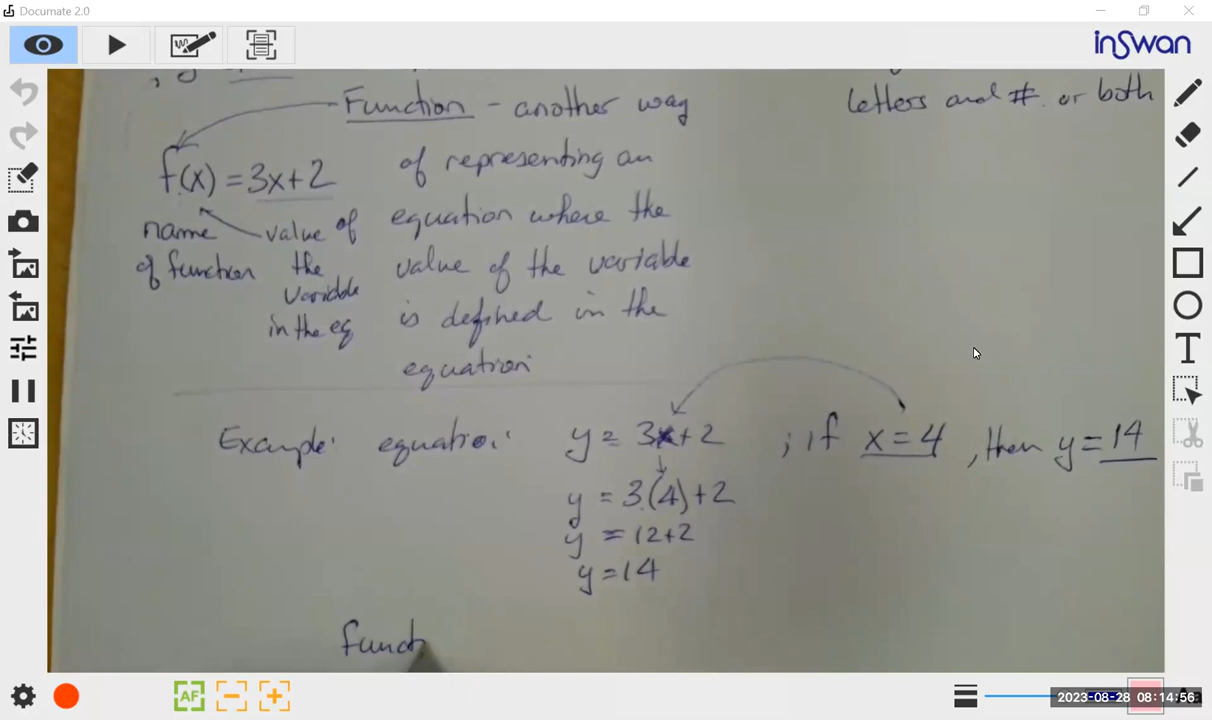 Documate 2.0
inSwan
Function - another way
letters and #. or both
f(x) = 3x+2
of representing an
name
value of
equation where the
of function
the
value of the variable
variable
in the eq
is defined in the
equation
Example: equation: y = 3x+2 ; if x = 4, then y = 14
y = 3(4)+2
y = 12+2
y = 14
funct
T
AF
2023-08-28 08:14:56